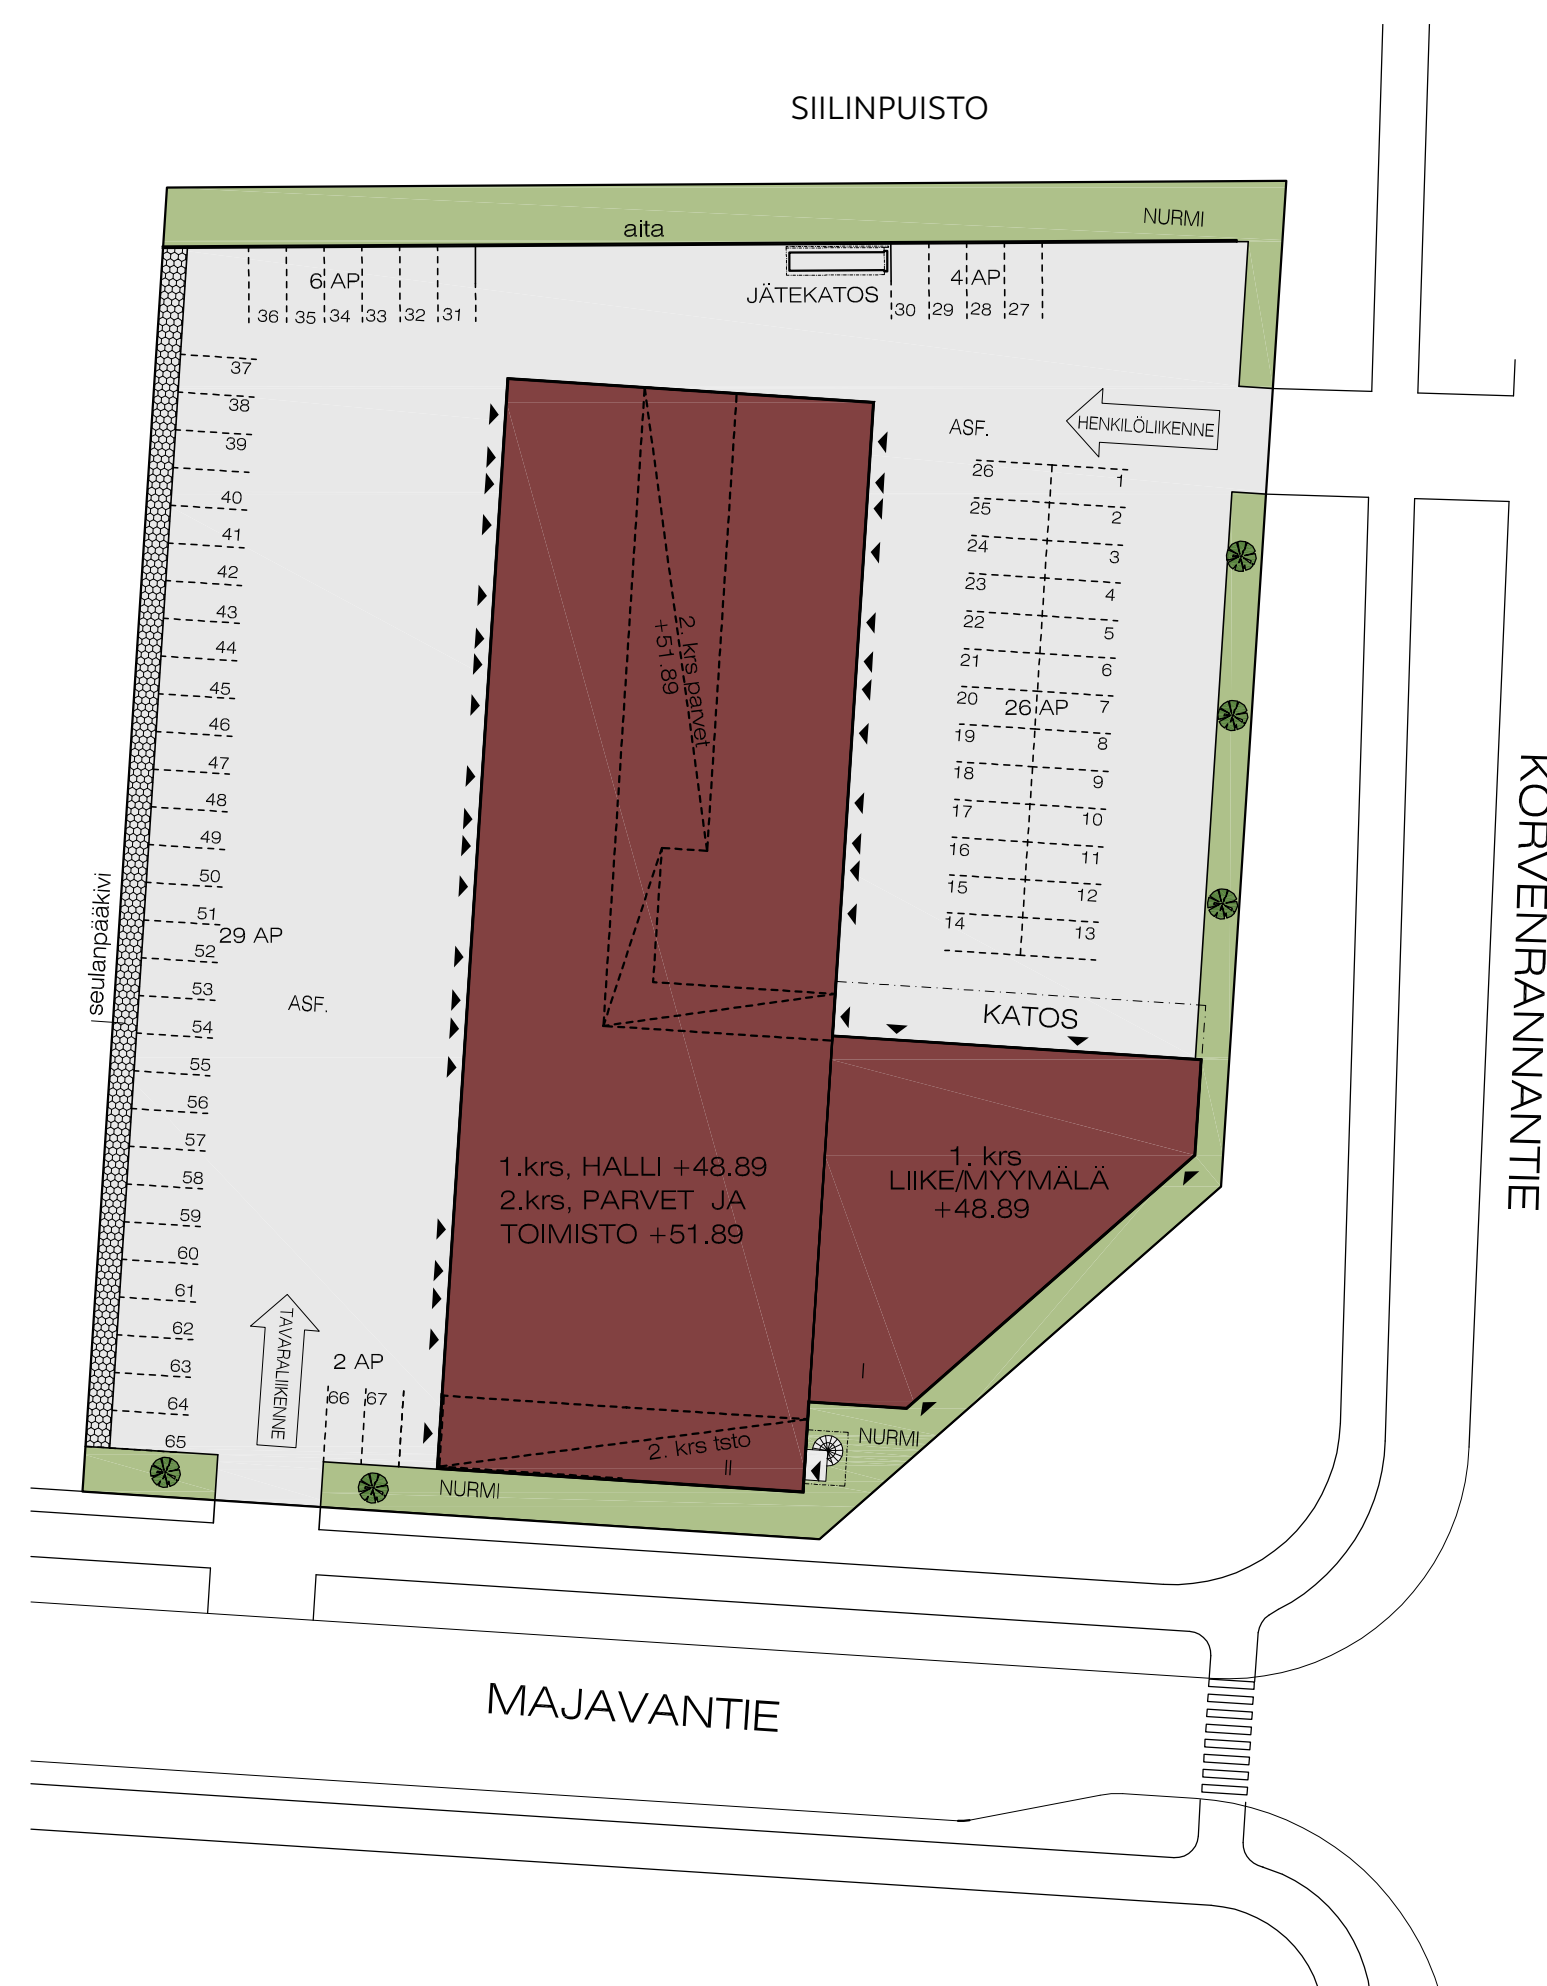 SIILINPUISTO
NURMI
aita
6 AP
36 35 34 33 32 31
JÄTEKATOS
4 AP
30 29 28 27
37
38
39
40
41
42
43
44
45
46
47
48
49
50
51
52
53
54
55
56
57
58
59
60
61
62
63
64
65
29 AP
ASF.
seulanpääkivi
ASF.
HENKILÖLIIKENNE
26 1
25 2
24 3
23 4
22 5
21 6
20 7
26 AP
19 8
18 9
17 10
16 11
15 12
14 13
2. krs parvet
+51.89
KATOS
KORVENRANNANTIE
1.krs, HALLI +48.89
2.krs, PARVET JA
TOIMISTO +51.89
1. krs
LIIKE/MYYMÄLÄ
+48.89
I
TAVARALIIKENNE
2 AP
66 67
2. krs tsto
II
NURMI
NURMI
MAJAVANTIE